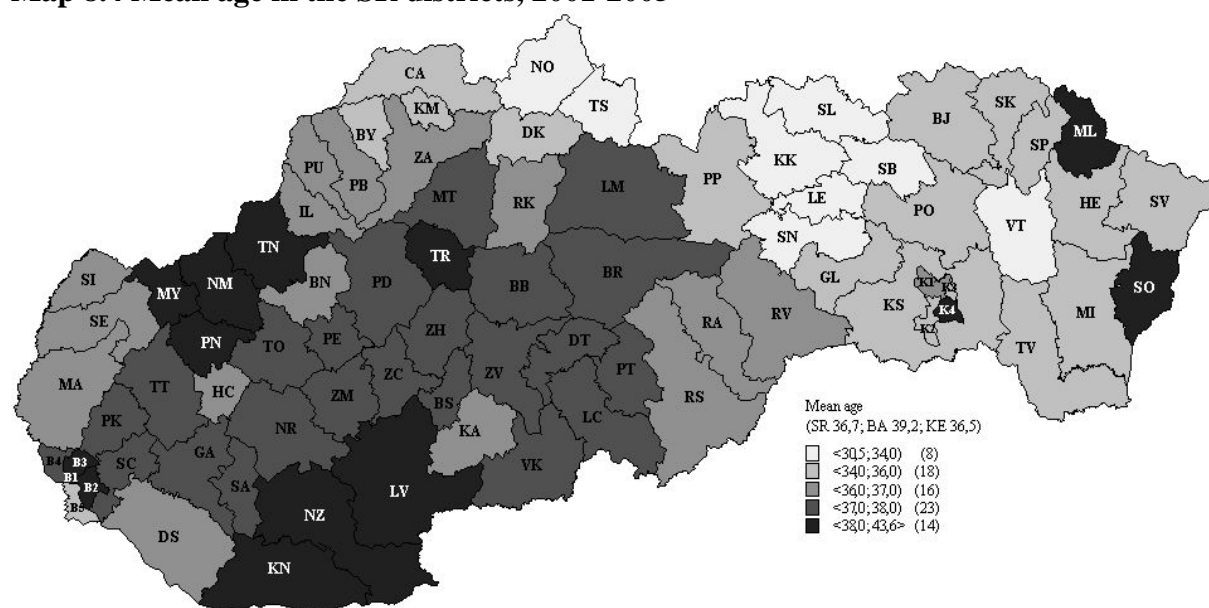 Map 8.4 Mean age in the SR districts, 2001-2005
NO
CA
TS
KM
SL
SK
BJ
ML
BY
DK
SP
PU
ZA
KK
SB
PB
LM
PP
LE
HE
SV
MT
RK
PO
IL
VT
SN
TN
TR
SI
NM
BN
PD
BR
GL
SO
MY
BB
KS
K1
K3
K4
MI
SE
PN
TO
PE
ZH
RA
RV
K2
TV
DT
MA
TT
HC
ZM
ZC
ZV
PT
BS
RS
PK
NR
KA
LC
B4
B3
SC
GA
VK
B1
B2
SA
LV
B5
NZ
DS
KN
Mean age
(SR 36,7; BA 39,2; KE 36,5)
<30,5; 34,0) (8)
<34,0; 36,0) (18)
<36,0; 37,0) (16)
<37,0; 38,0) (23)
<38,0; 43,6> (14)